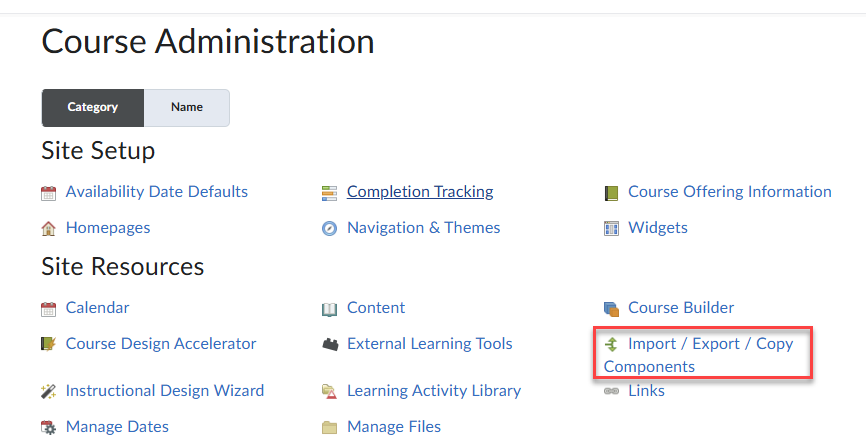 Course Administration
Category Name
Site Setup
Availability Date Defaults Completion Tracking Course Offering Information
Homepages Navigation & Themes Widgets
Site Resources
Calendar Content Course Builder
Course Design Accelerator External Learning Tools Import / Export / Copy
Components
Instructional Design Wizard Learning Activity Library Links
Manage Dates Manage Files